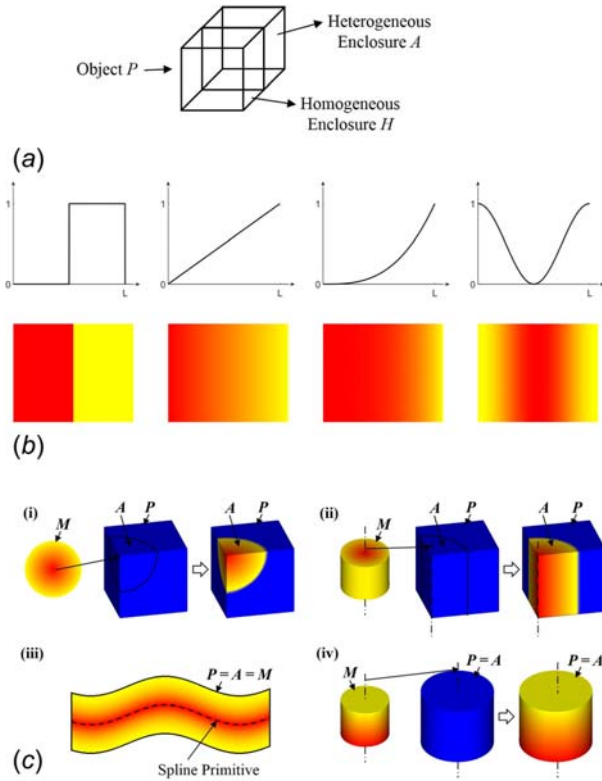 Heterogeneous
Enclosure A
Object P
Homogeneous
Enclosure H
(a)
1 1 1 1
0 0 0 0
L L L L
(b)
(i) M A P A P
(ii) M A P A P
(iii) P = A = M
Spline Primitive
(iv) M P=A P=A
(c)